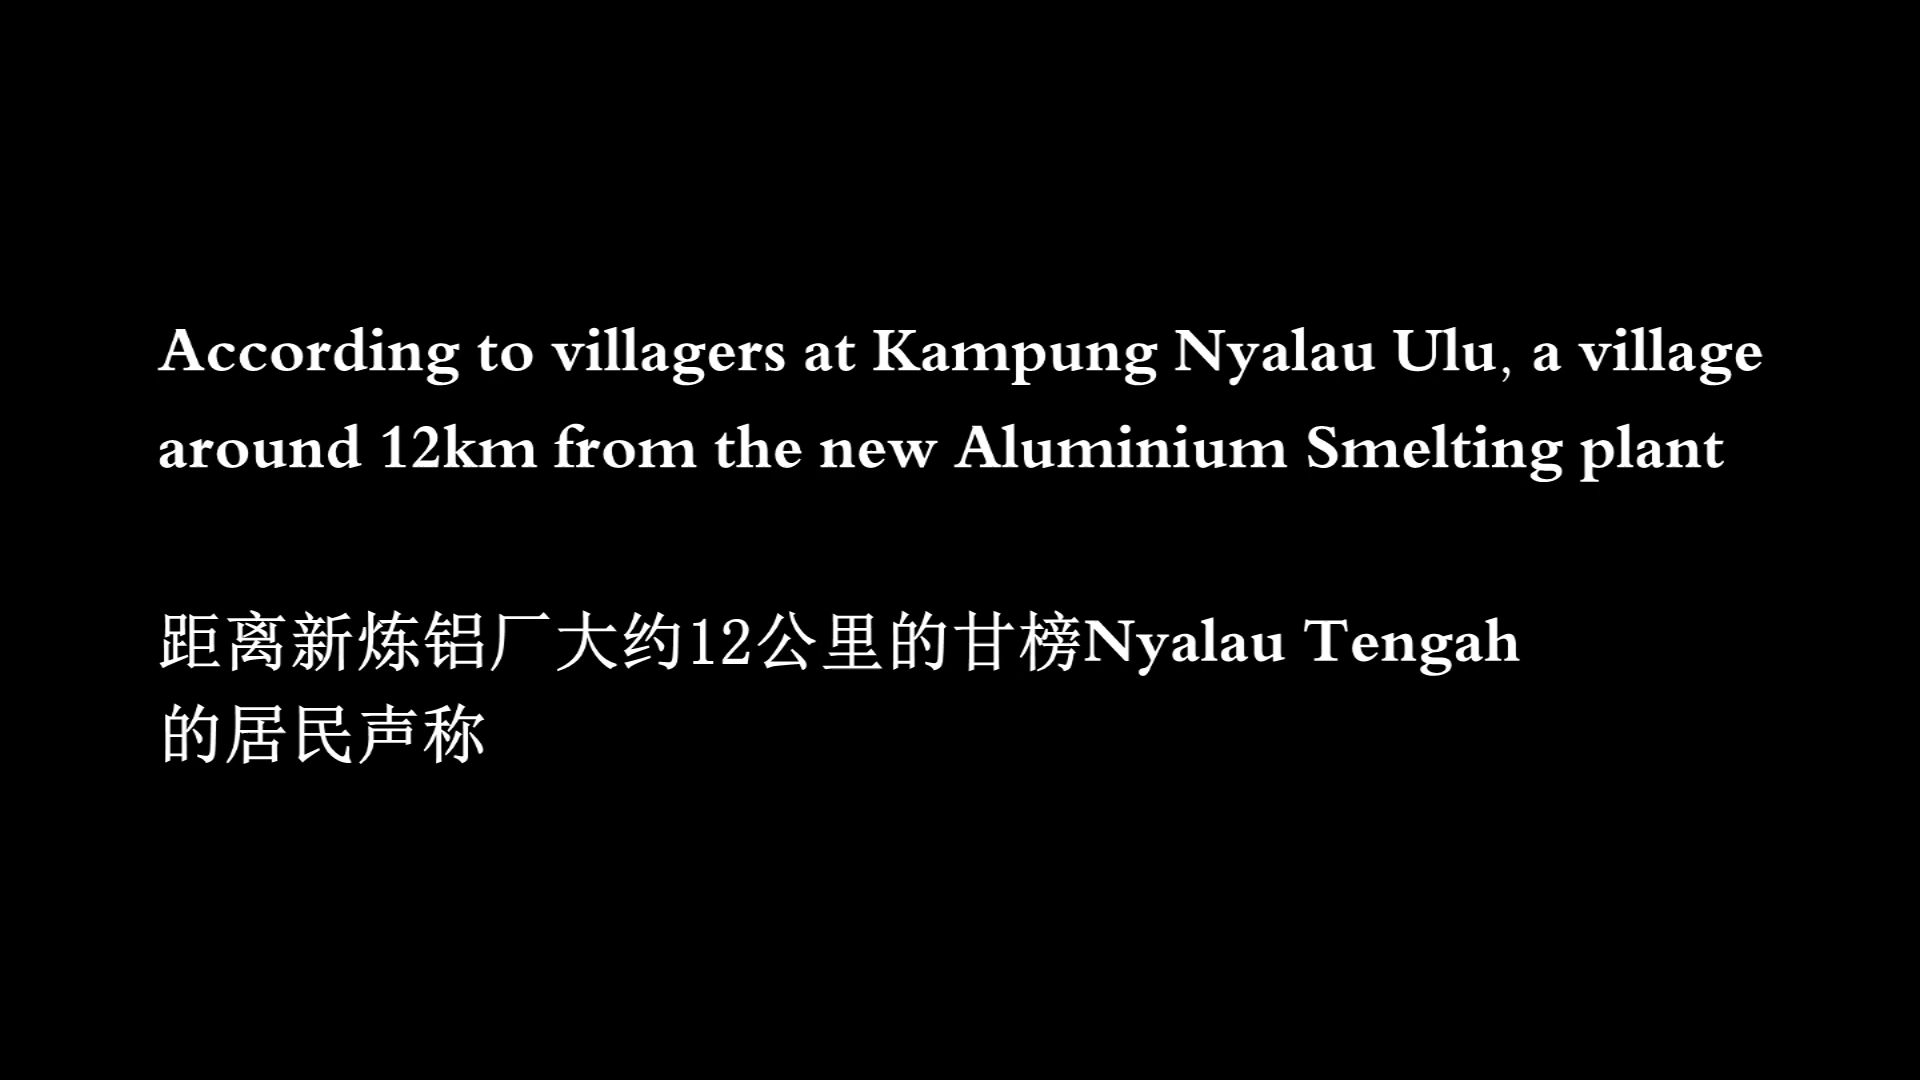 According to villagers at Kampung Nyalau Ulu, a village
around 12km from the new Aluminium Smelting plant
距离新炼铝厂大约12公里的甘榜Nyalau Tengah
的居民声称